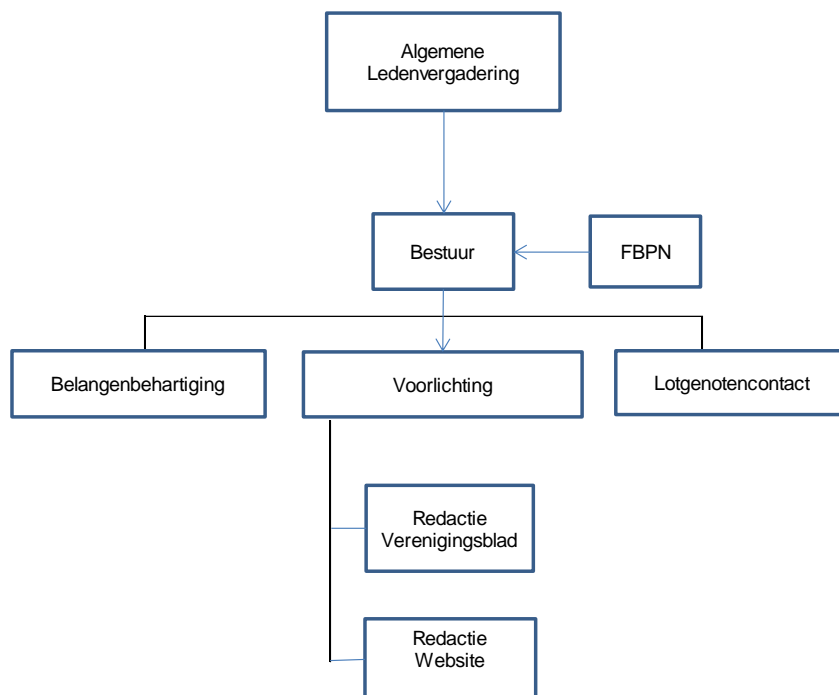 Algemene
Ledenvergadering
Bestuur
FBPN
Belangenbehartiging
Voorlichting
Lotgenotencontact
Redactie
Verenigingsblad
Redactie
Website